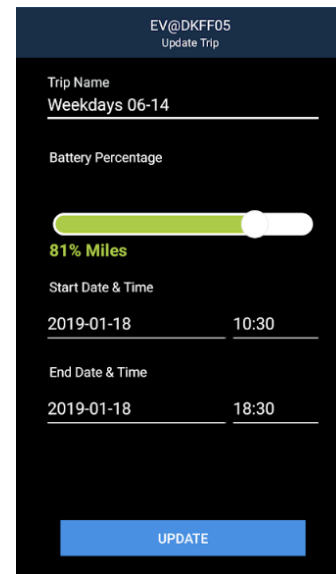 EV@DKFF05
Update Trip
Trip Name
Weekdays 06-14
Battery Percentage
81% Miles
Start Date & Time
2019-01-18 10:30
End Date & Time
2019-01-18 18:30
UPDATE